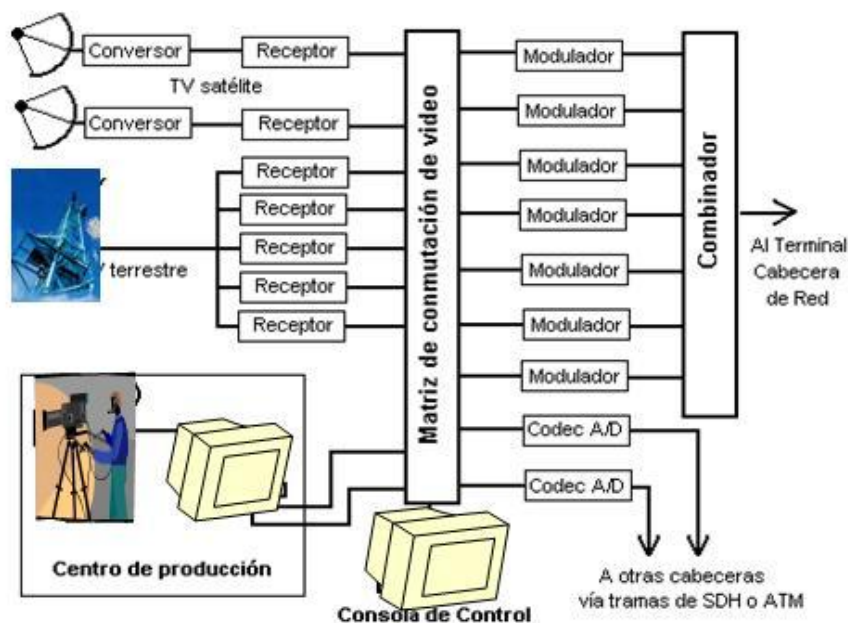 Conversor
Receptor
TV satélite
Conversor
Receptor
Receptor
Receptor
Receptor
Receptor
Receptor
terrestre
Matriz de conmutación de video
Modulador
Modulador
Modulador
Modulador
Modulador
Modulador
Modulador
Codec A/D
Codec A/D
Combinador
Al Terminal
Cabecera
de Red
Centro de producción
Consola de Control
A otras cabeceras
vía tramas de SDH o ATM